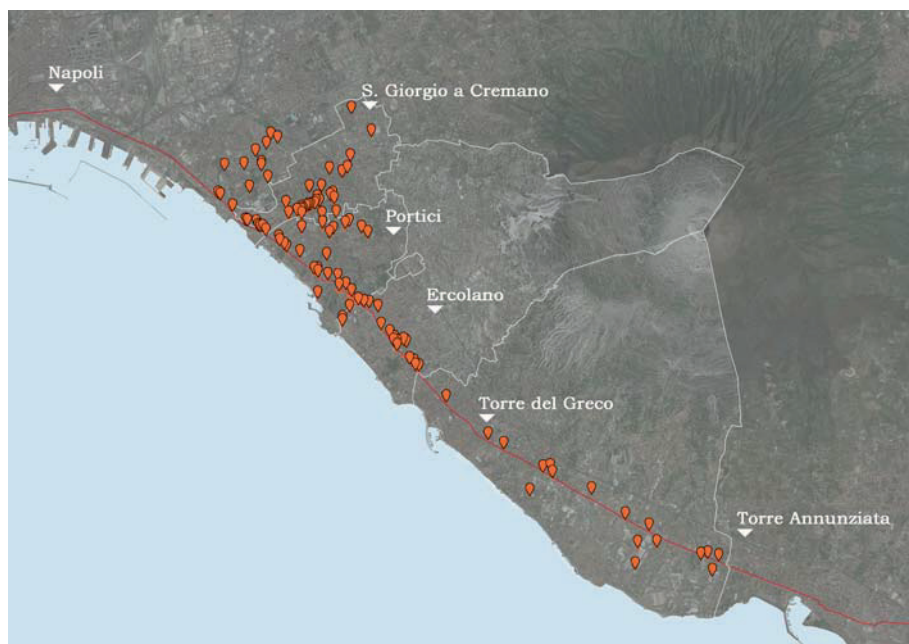 Napoli
S. Giorgio a Cremano
Portici
Ercolano
Torre del Greco
Torre Annunziata